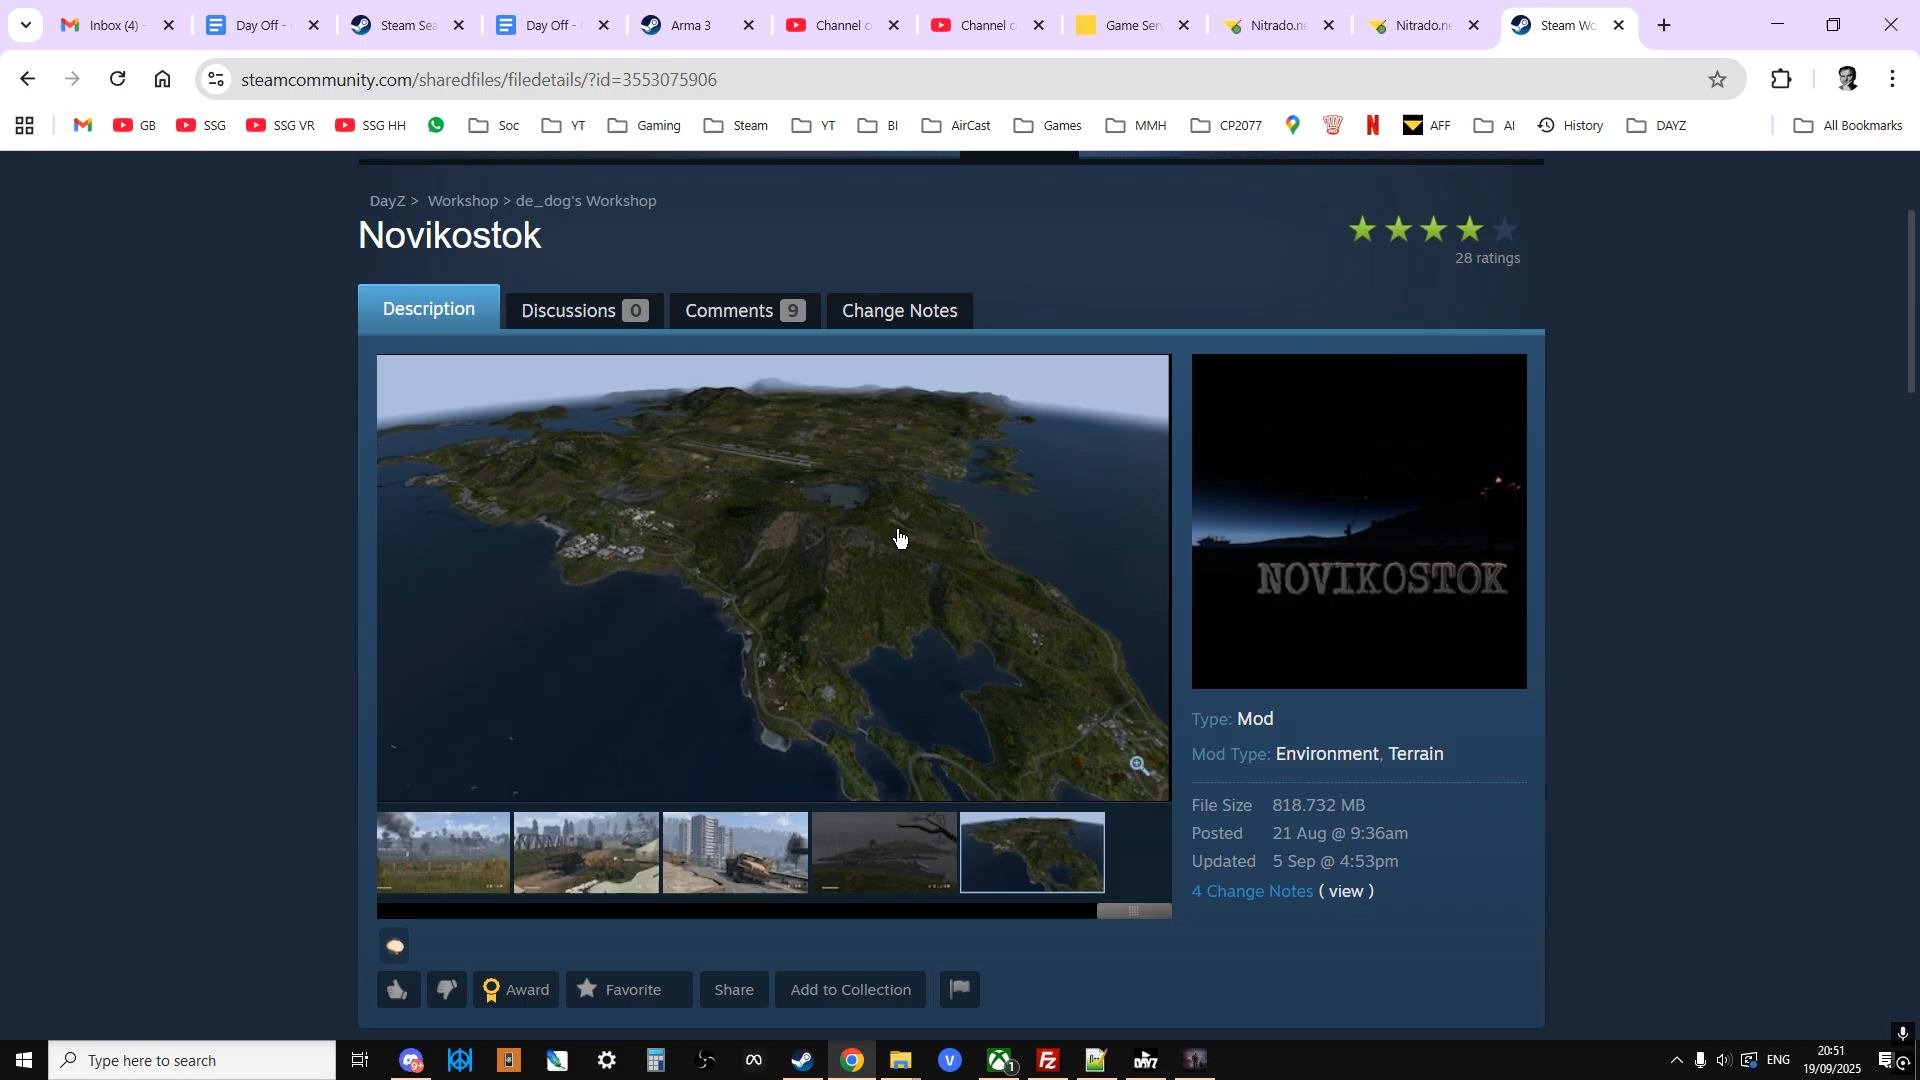 Inbox (4) -
Day Off -
Steam Sea
Day Off -
Arma 3
Channel c
Channel c
Game Ser
Nitrado.ne
Nitrado.ne
Steam Wo
steamcommunity.com/sharedfiles/filedetails/?id=3553075906
GB
SSG
SSG VR
SSG HH
Soc
YT
Gaming
Steam
YT
BI
AirCast
Games
MMH
CP2077
AFF
AI
History
DAYZ
All Bookmarks
DayZ > Workshop > de_dog's Workshop
Novikostok
28 ratings
Description
Discussions 0
Comments 9
Change Notes
NOVIKOSTOK
Type: Mod
Mod Type: Environment, Terrain
File Size 818.732 MB
Posted 21 Aug @ 9:36am
Updated 5 Sep @ 4:53pm
4 Change Notes ( view )
Award
Favorite
Share
Add to Collection
Type here to search
ENG
20:51
19/09/2025